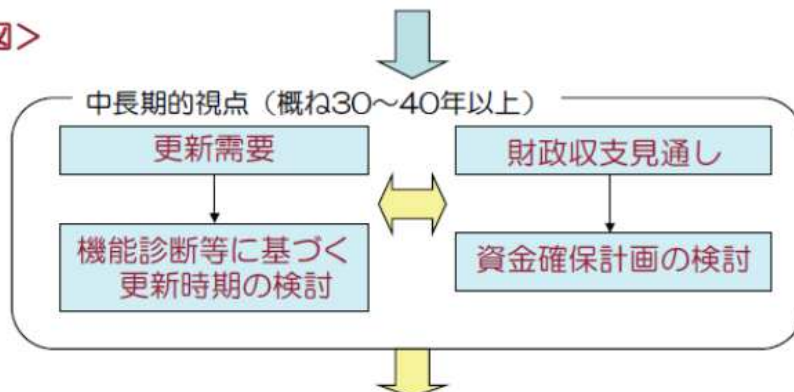 図>
中長期的視点（概ね30～40年以上）
更新需要
財政収支見通し
機能診断等に基づく
更新時期の検討
資金確保計画の検討